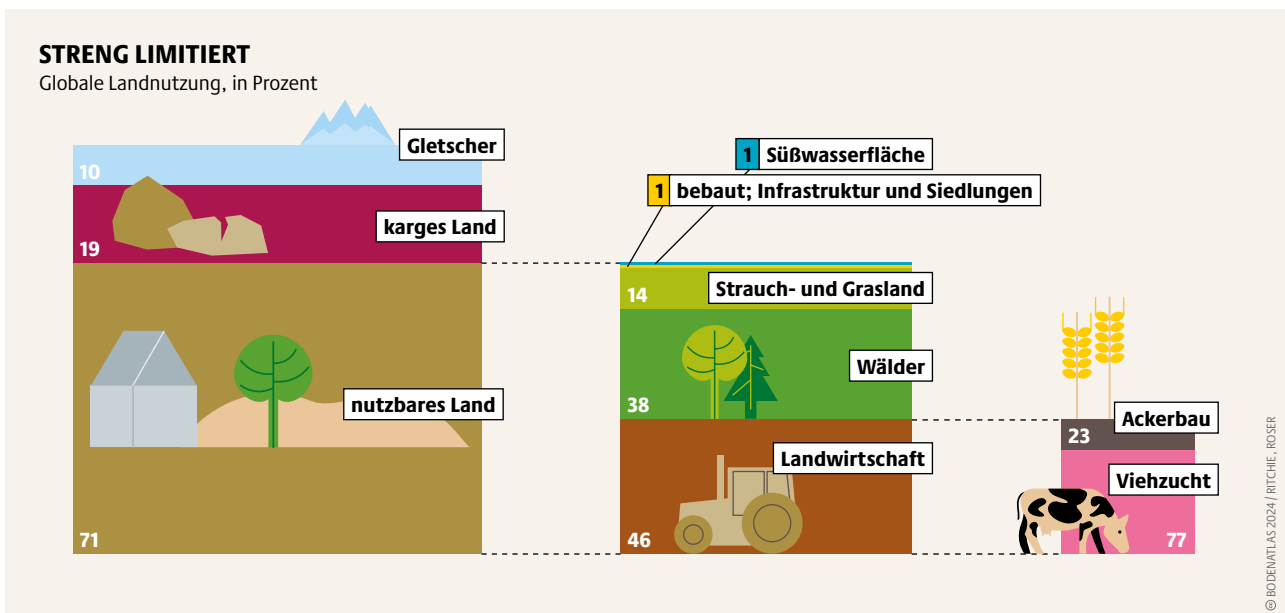 STRENG LIMITIERT
Globale Landnutzung, in Prozent
Gletscher
10
karges Land
19
nutzbares Land
71
1 Süßwasserfläche
1 bebaut; Infrastruktur und Siedlungen
Strauch- und Grasland
14
Wälder
38
Landwirtschaft
46
Ackerbau
23
Viehzucht
77
© BODENATLAS 2024 / RITCHIE, ROSER